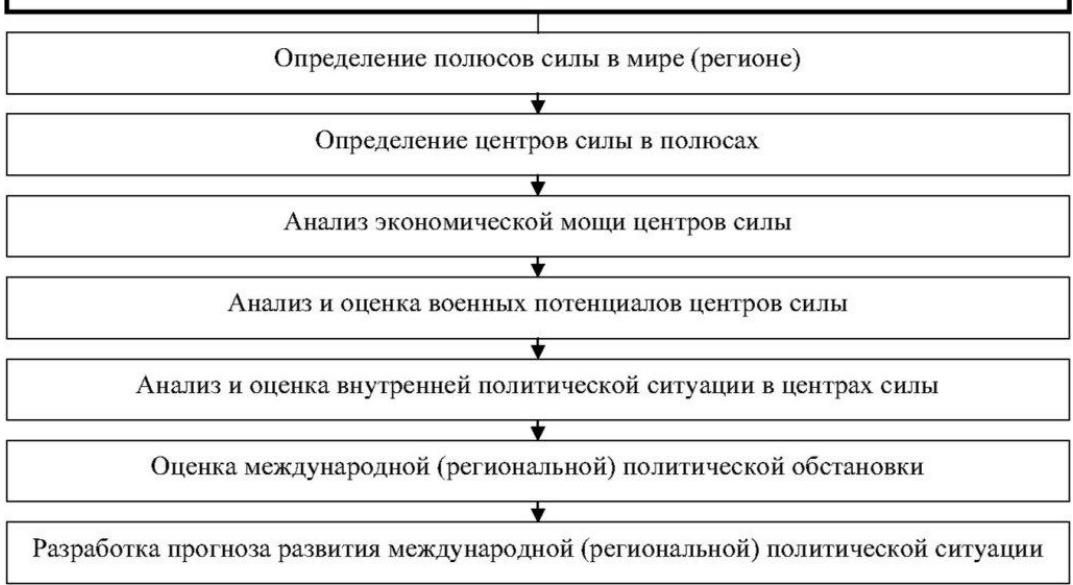 Определение полюсов силы в мире (регионе)
Определение центров силы в полюсах
Анализ экономической мощи центров силы
Анализ и оценка военных потенциалов центров силы
Анализ и оценка внутренней политической ситуации в центрах силы
Оценка международной (региональной) политической обстановки
Разработка прогноза развития международной (региональной) политической ситуации